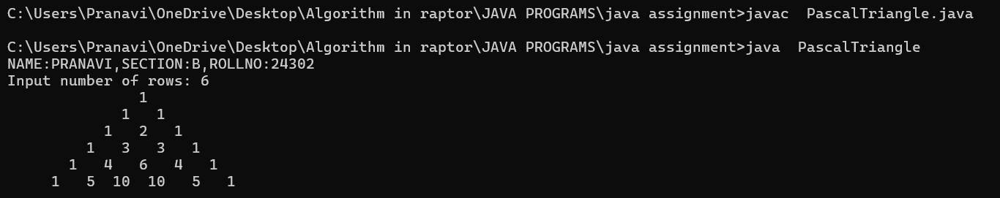 C:\Users\Pranavi\OneDrive\Desktop\Algorithm in raptor\JAVA PROGRAMS\java assignment>javac  PascalTriangle.java

C:\Users\Pranavi\OneDrive\Desktop\Algorithm in raptor\JAVA PROGRAMS\java assignment>java  PascalTriangle
NAME:PRANAVI,SECTION:B,ROLLNO:24302
Input number of rows: 6
               1
             1   1
           1   2   1
         1   3   3   1
       1   4   6   4   1
     1   5  10  10   5   1